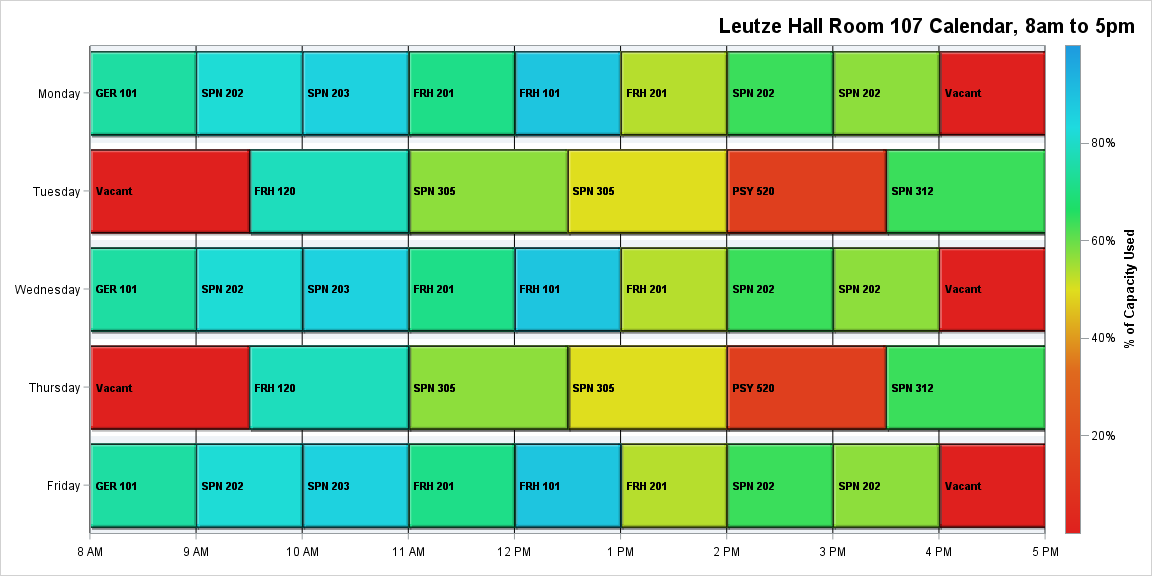 Leutze Hall Room 107 Calendar, 8am to 5pm
Monday
GER 101
SPN 202
SPN 203
FRH 201
FRH 101
FRH 201
SPN 202
SPN 202
Vacant
Tuesday
Vacant
FRH 120
SPN 305
SPN 305
PSY 520
SPN 312
Wednesday
GER 101
SPN 202
SPN 203
FRH 201
FRH 101
FRH 201
SPN 202
SPN 202
Vacant
Thursday
Vacant
FRH 120
SPN 305
SPN 305
PSY 520
SPN 312
Friday
GER 101
SPN 202
SPN 203
FRH 201
FRH 101
FRH 201
SPN 202
SPN 202
Vacant
8 AM
9 AM
10 AM
11 AM
12 PM
1 PM
2 PM
3 PM
4 PM
5 PM
80%
60%
40%
20%
% of Capacity Used